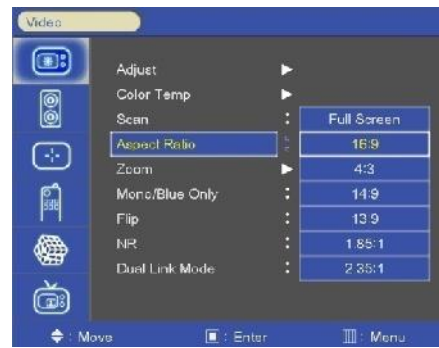 Video
Adjust
Color Temp
Scan : Full Screen
Aspect Ratio : 16:9
Zoom 4:3
Mono/Blue Only : 14:9
Flip : 13:9
NR : 1.85:1
Dual Link Mode : 2.35:1
: Move : Enter : Menu